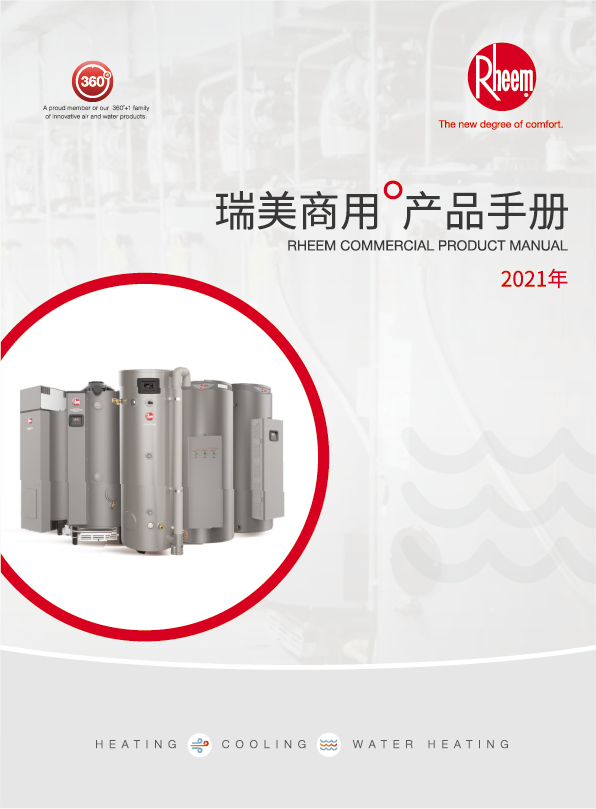 360°
A proud member or our 360°+1 family
of innovative air and water products.
Rheem
The new degree of comfort.
瑞美商用°产品手册
RHEEM COMMERCIAL PRODUCT MANUAL
2021年
HEATING COOLING WATER HEATING